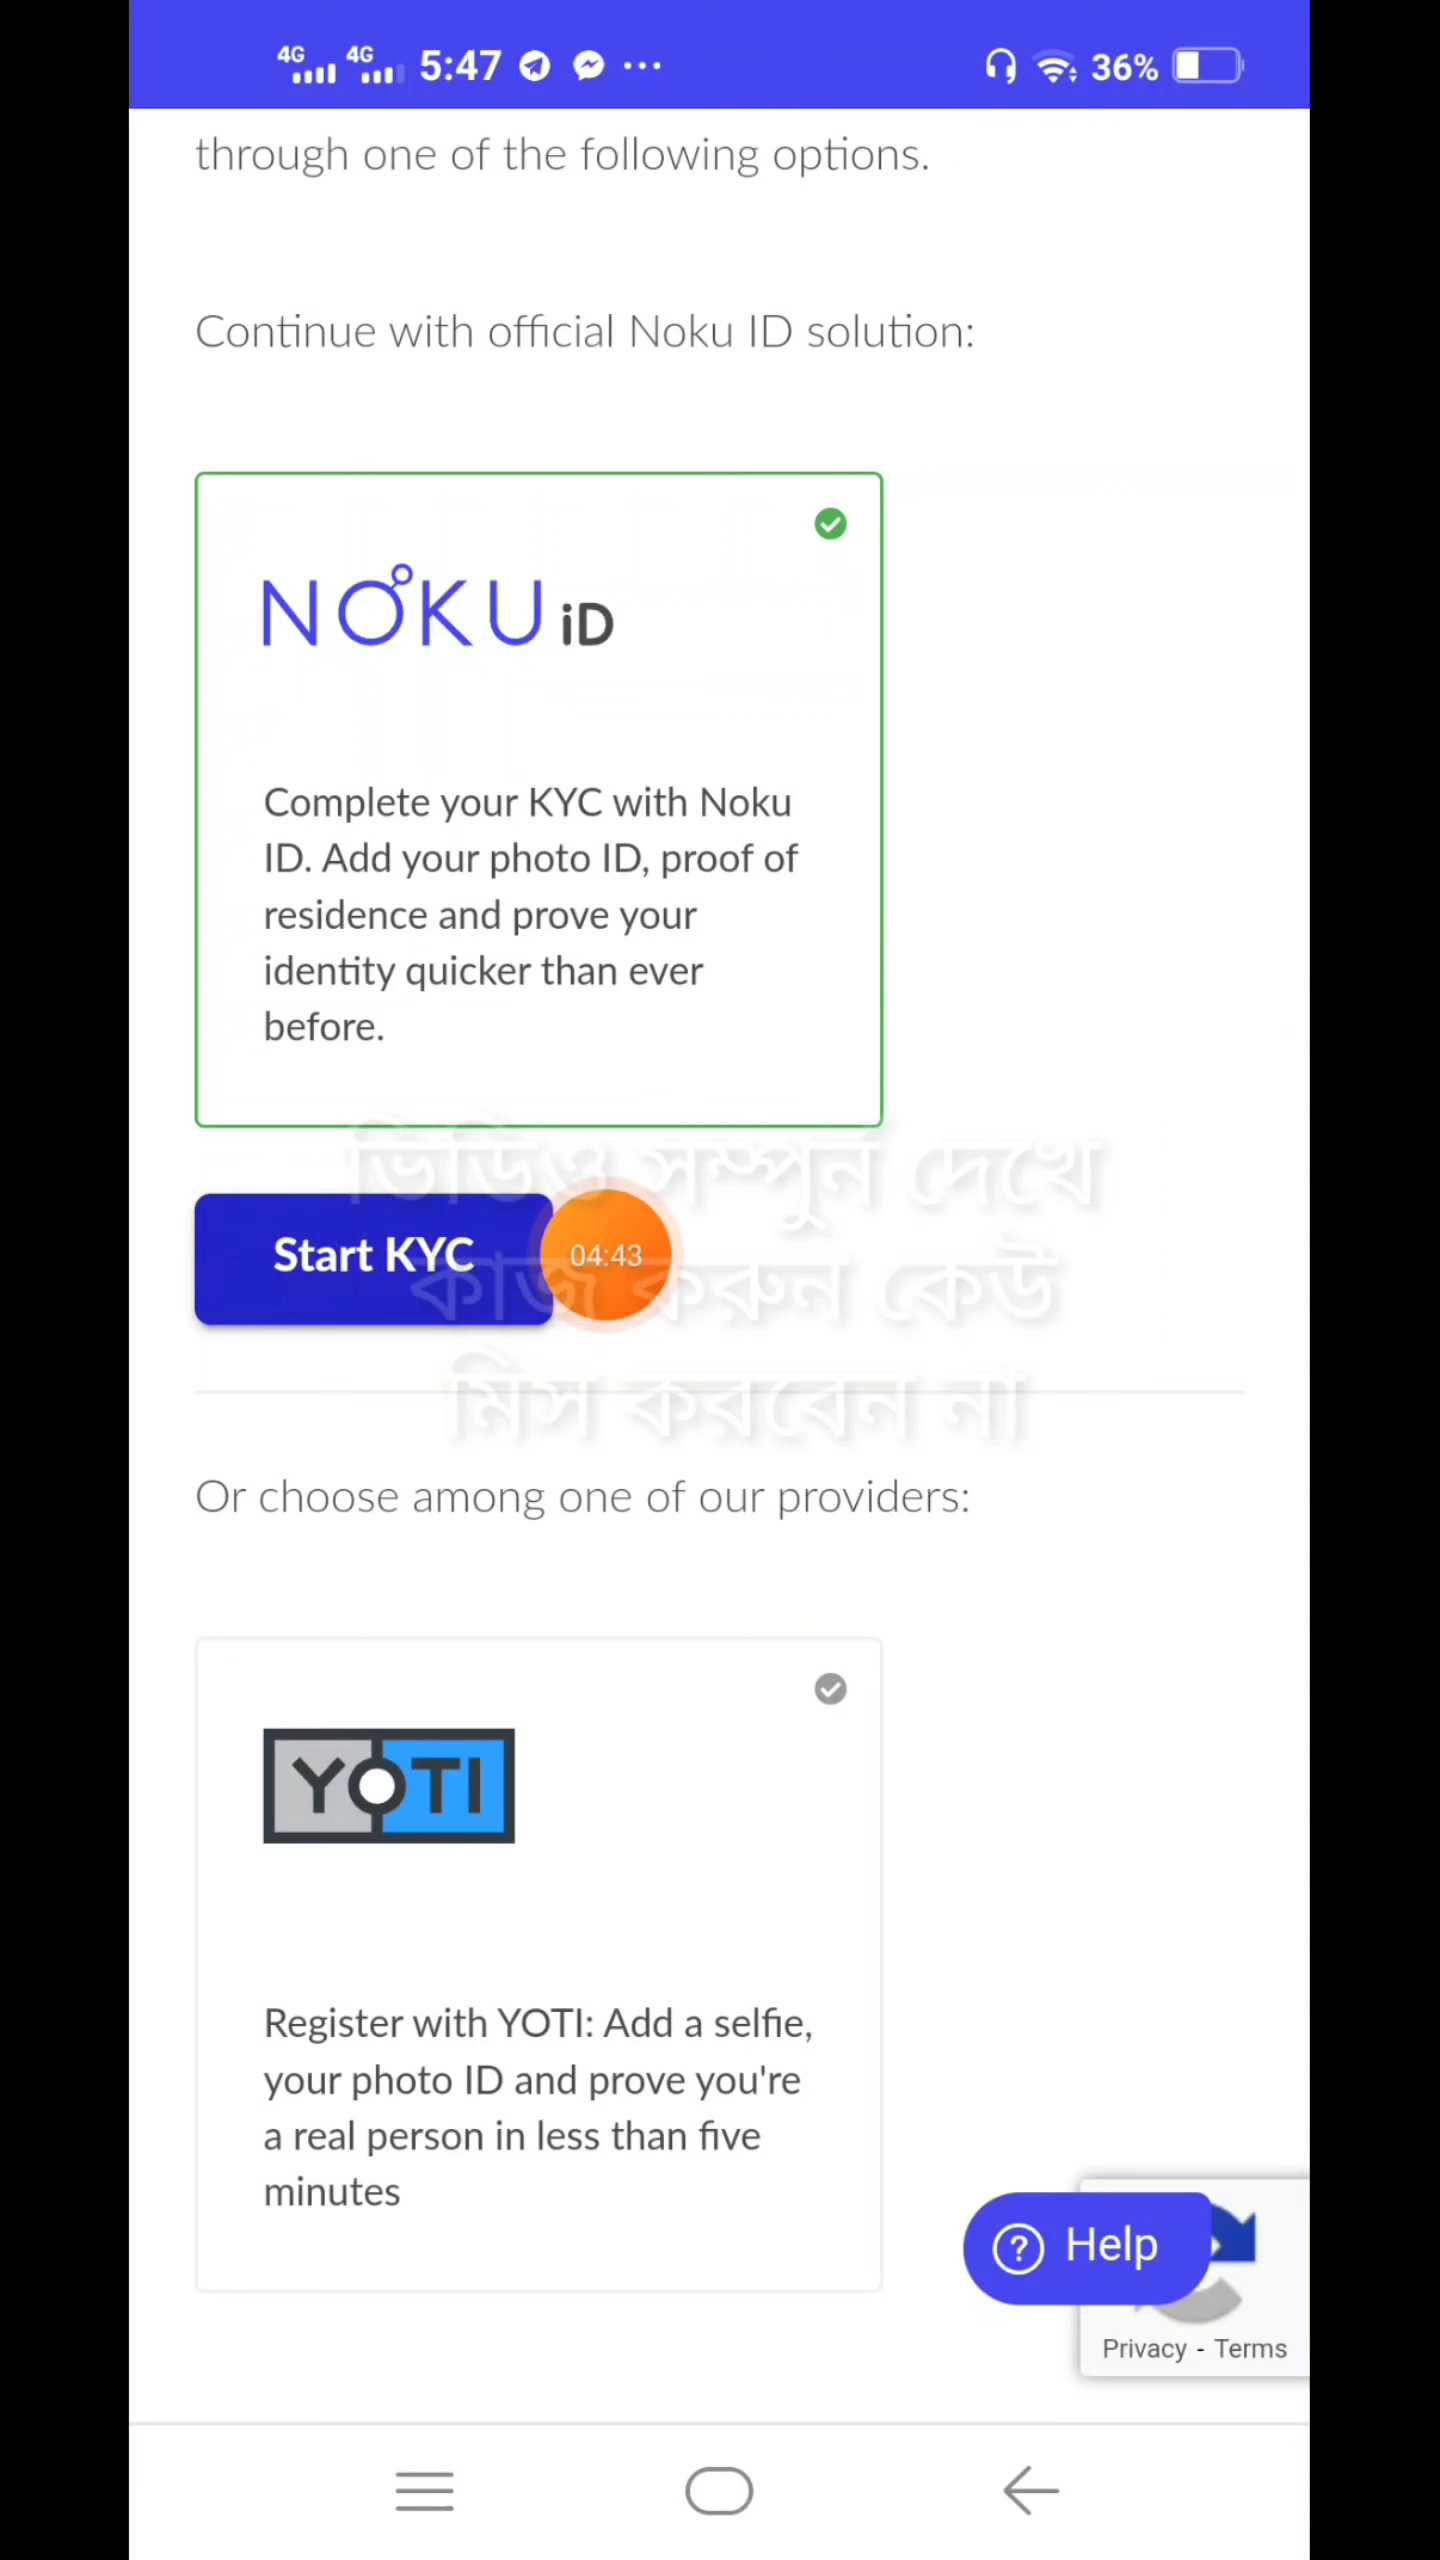 4G 4G 5:47 ... 36%
through one of the following options.
Continue with official Noku ID solution:
NOKU iD
Complete your KYC with Noku
ID. Add your photo ID, proof of
residence and prove your
identity quicker than ever
before.
ভিডিও সম্পুর্ন দেখে
Start KYC
04:43
কাজ করুন কেউ
মিস করবেন না
Or choose among one of our providers:
YOTI
Register with YOTI: Add a selfie,
your photo ID and prove you're
a real person in less than five
minutes
? Help
Privacy - Terms